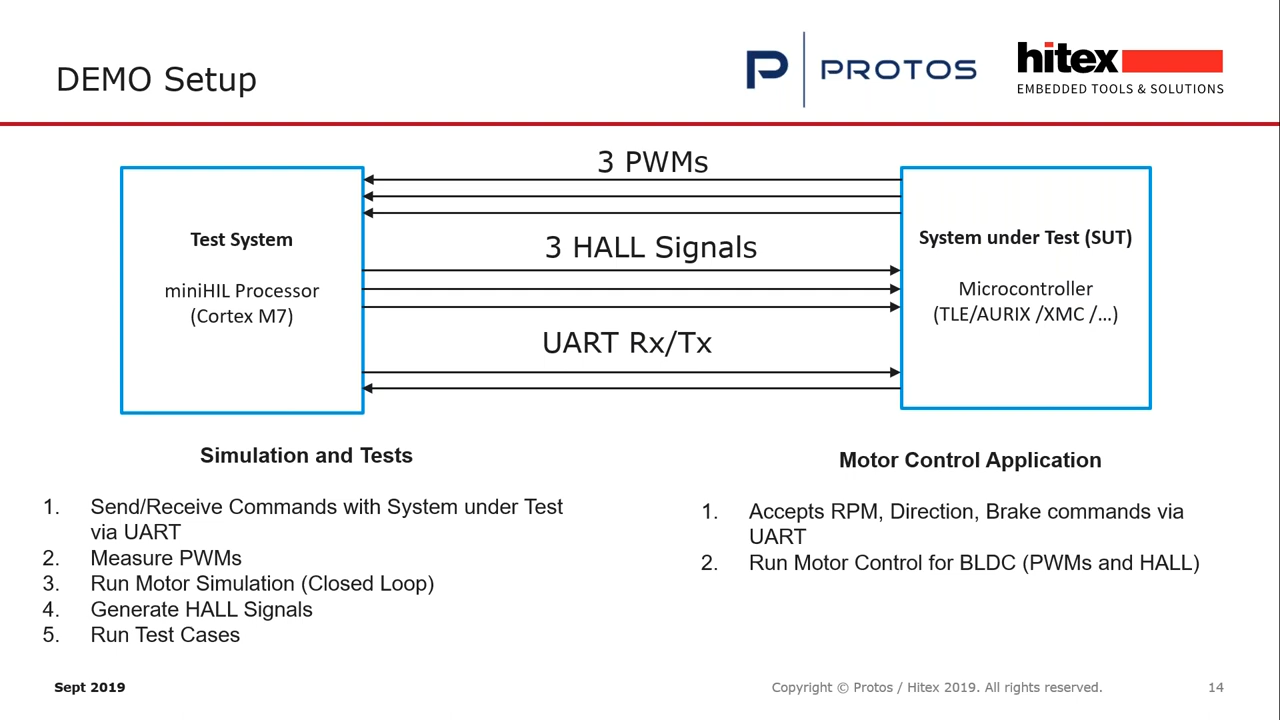 DEMO Setup
P PROTOS
hitex
EMBEDDED TOOLS & SOLUTIONS
3 PWMs
3 HALL Signals
UART Rx/Tx
Test System
miniHIL Processor
(Cortex M7)
System under Test (SUT)
Microcontroller
(TLE/AURIX /XMC /...)
Simulation and Tests
1. Send/Receive Commands with System under Test
via UART
2. Measure PWMs
3. Run Motor Simulation (Closed Loop)
4. Generate HALL Signals
5. Run Test Cases
Motor Control Application
1. Accepts RPM, Direction, Brake commands via
UART
2. Run Motor Control for BLDC (PWMs and HALL)
Sept 2019
Copyright © Protos / Hitex 2019. All rights reserved.
14